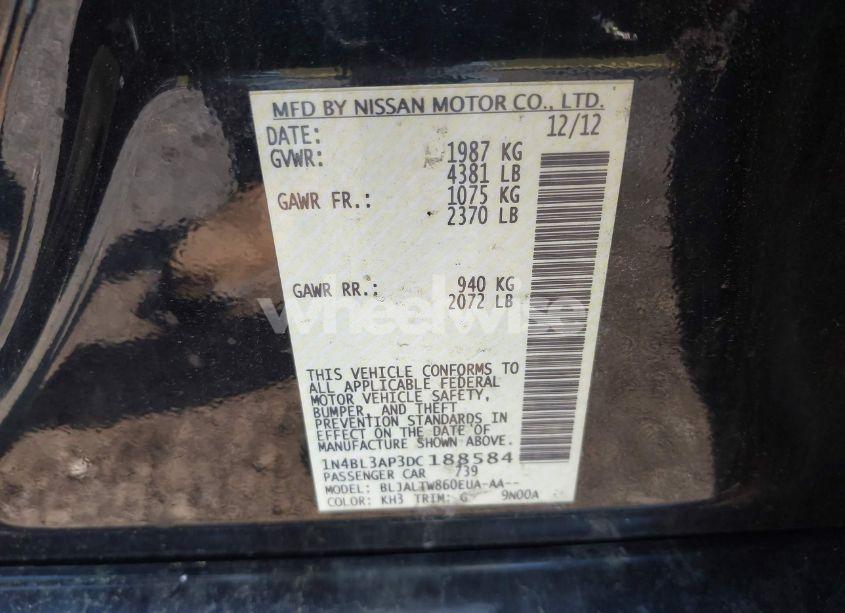 MFD BY NISSAN MOTOR CO., LTD.
DATE: 12/12
GVWR: 1987 KG
4381 LB
GAWR FR.: 1075 KG
2370 LB
GAWR RR.: 940 KG
2072 LB
wheelwise
THIS VEHICLE CONFORMS TO
ALL APPLICABLE FEDERAL
MOTOR VEHICLE SAFETY,
BUMPER, AND THEFT
PREVENTION STANDARDS IN
EFFECT ON THE DATE OF
MANUFACTURE SHOWN ABOVE.
1N4BL3AP3DC188584
PASSENGER CAR 739
MODEL: BLJALTW860EUA-AA--
COLOR: KH3 TRIM: G 9N00A